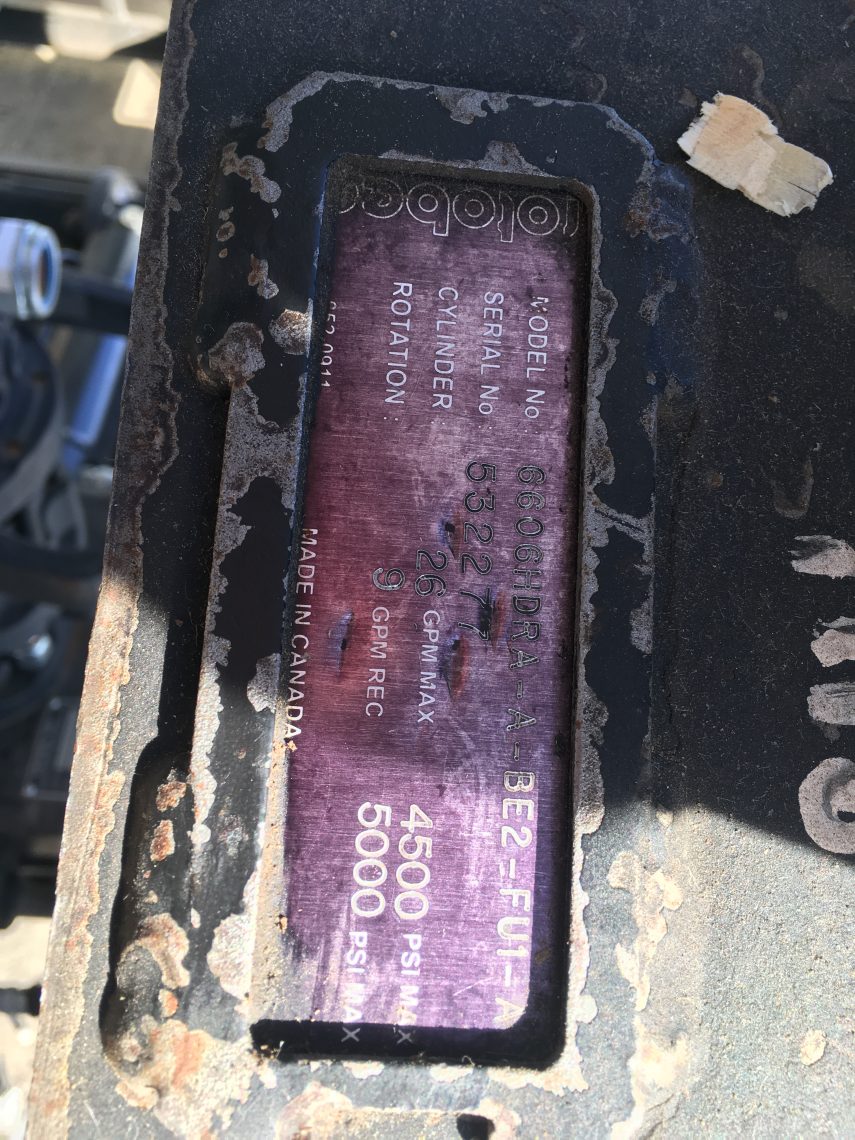 rotobec
MODEL No. 6606HDRA-A-BE2-FU1-A
SERIAL No. 532277
CYLINDER 26 GPM MAX 4500 PSI MAX
ROTATION: 9 GPM REC 5000 PSI MAX
MADE IN CANADA